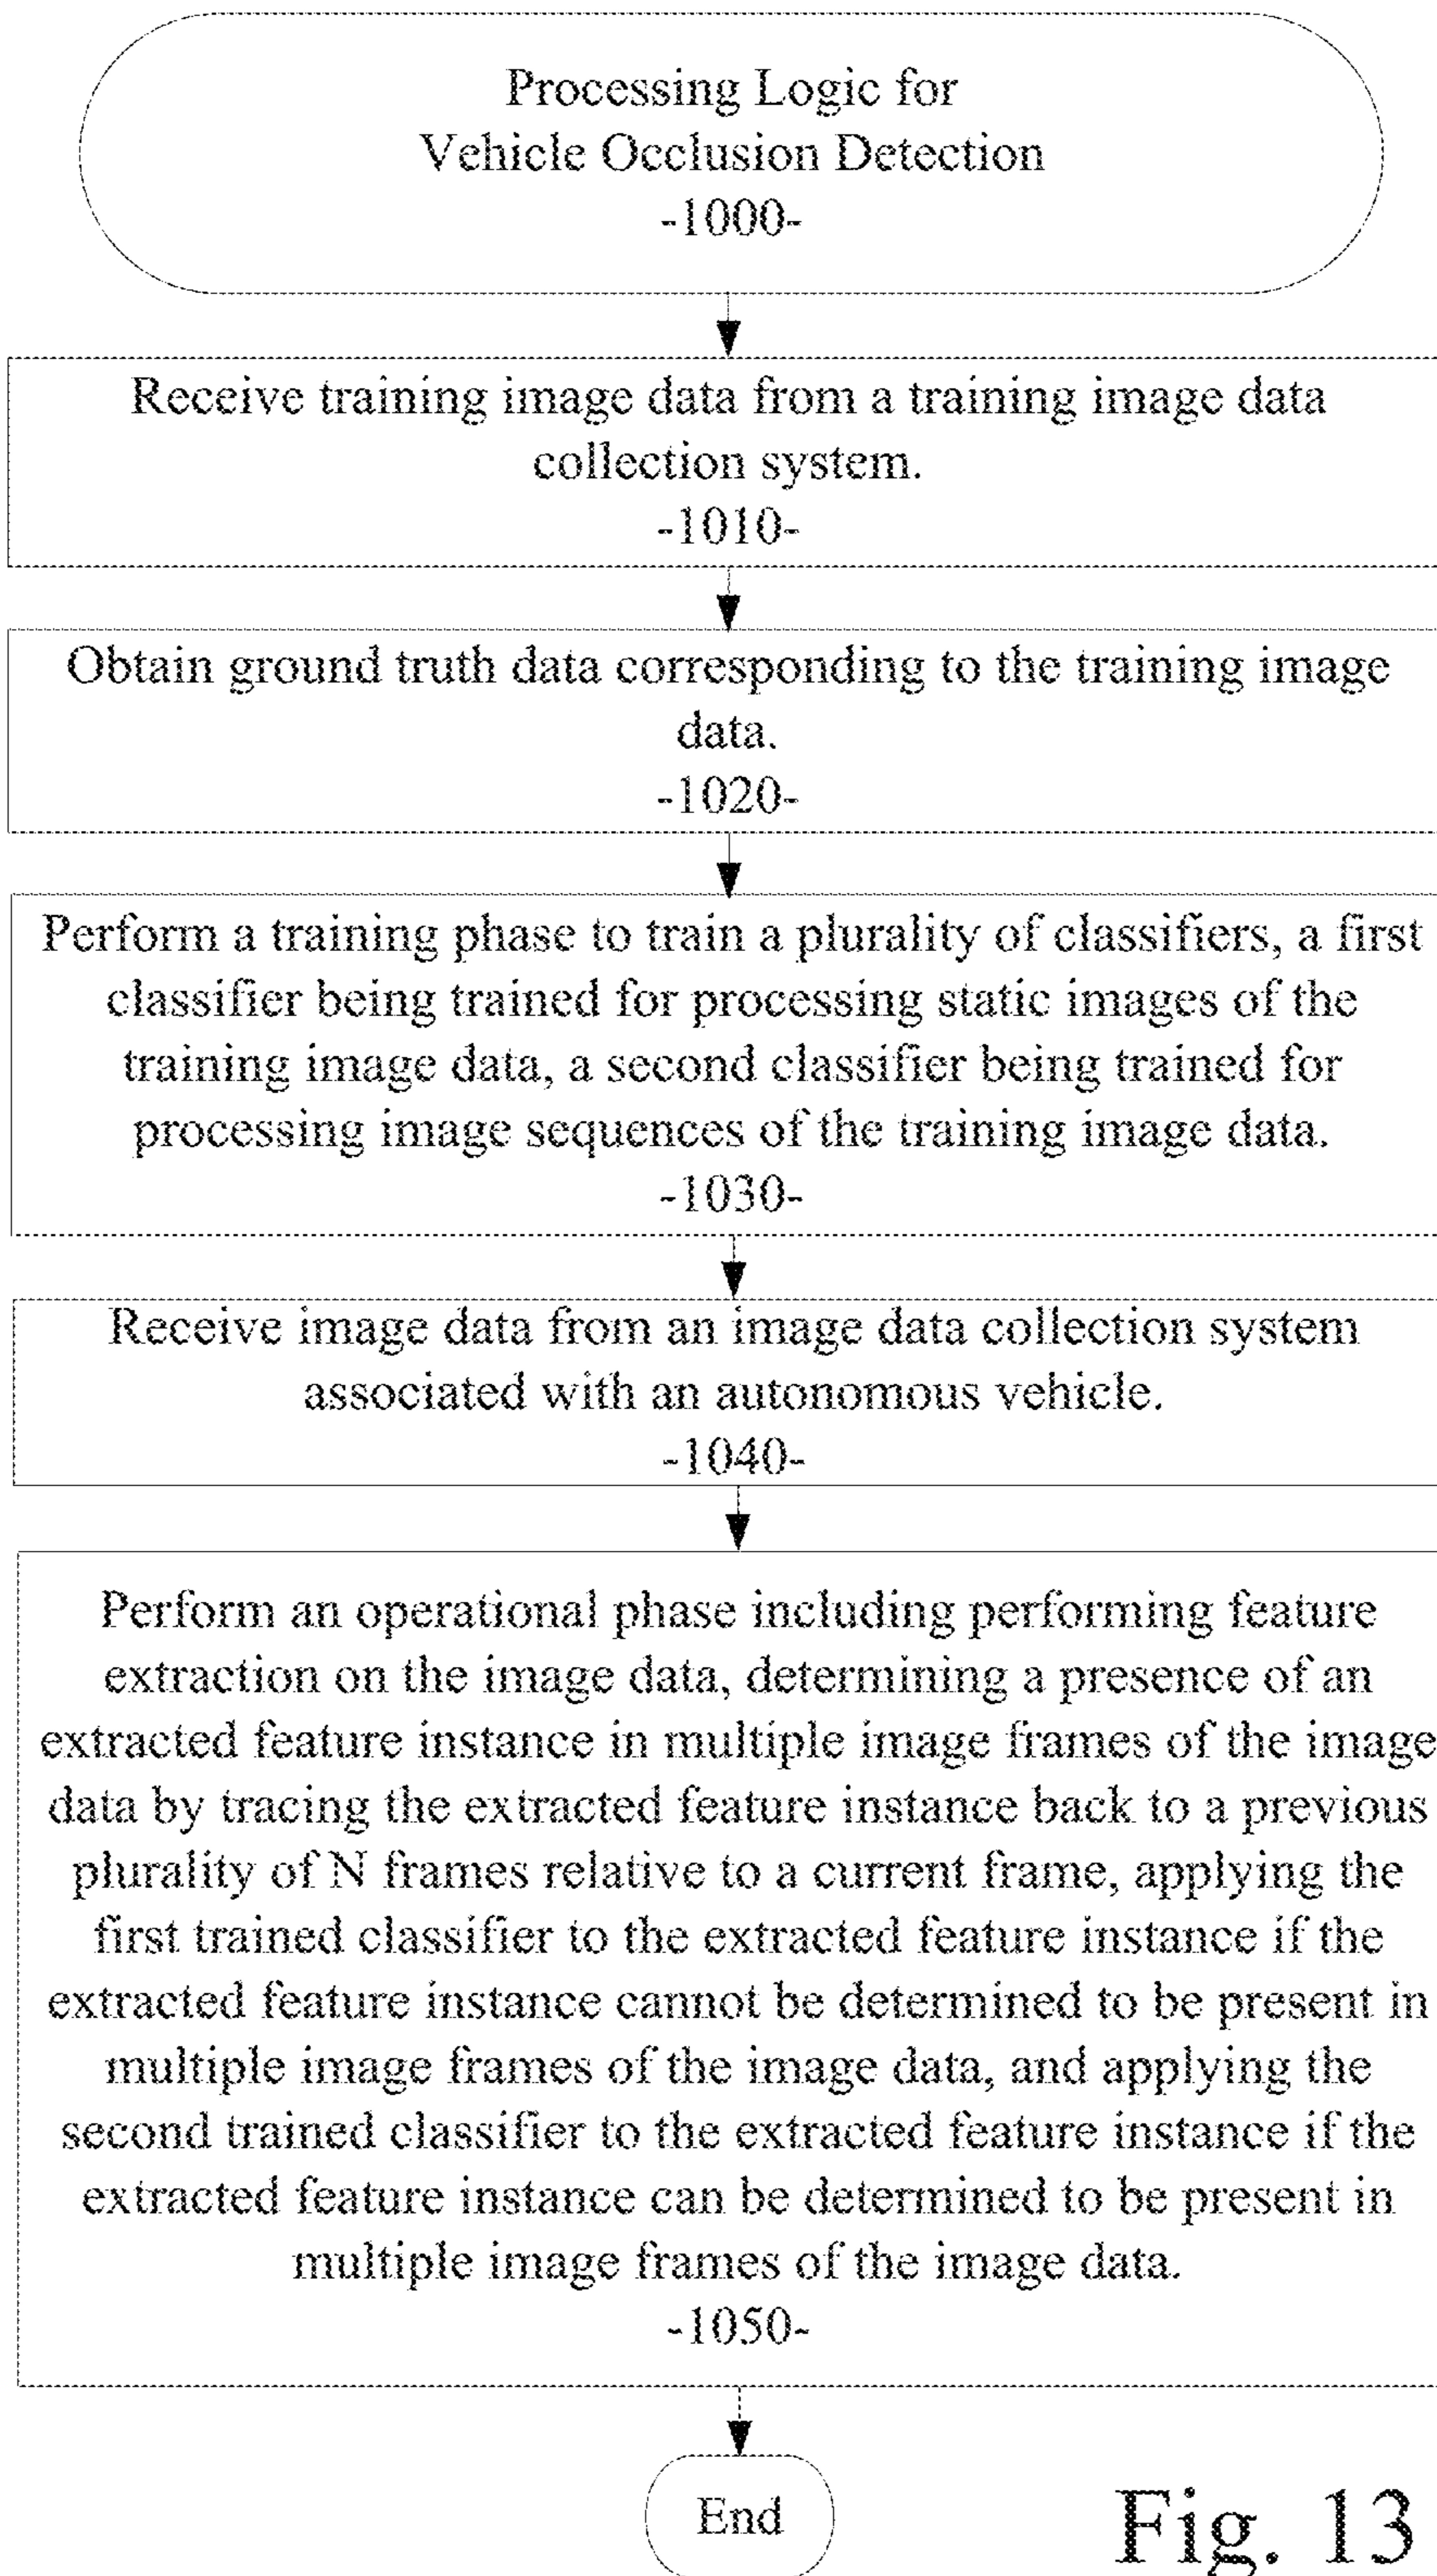 Processing Logic for
Vehicle Occlusion Detection
-1000-
Receive training image data from a training image data
collection system.
-1010-
Obtain ground truth data corresponding to the training image
data.
-1020-
Perform a training phase to train a plurality of classifiers, a first
classifier being trained for processing static images of the
training image data, a second classifier being trained for
processing image sequences of the training image data.
-1030-
Receive image data from an image data collection system
associated with an autonomous vehicle.
-1040-
Perform an operational phase including performing feature
extraction on the image data, determining a presence of an
extracted feature instance in multiple image frames of the image
data by tracing the extracted feature instance back to a previous
plurality of N frames relative to a current frame, applying the
first trained classifier to the extracted feature instance if the
extracted feature instance cannot be determined to be present in
multiple image frames of the image data, and applying the
second trained classifier to the extracted feature instance if the
extracted feature instance can be determined to be present in
multiple image frames of the image data.
-1050-
End
Fig. 13